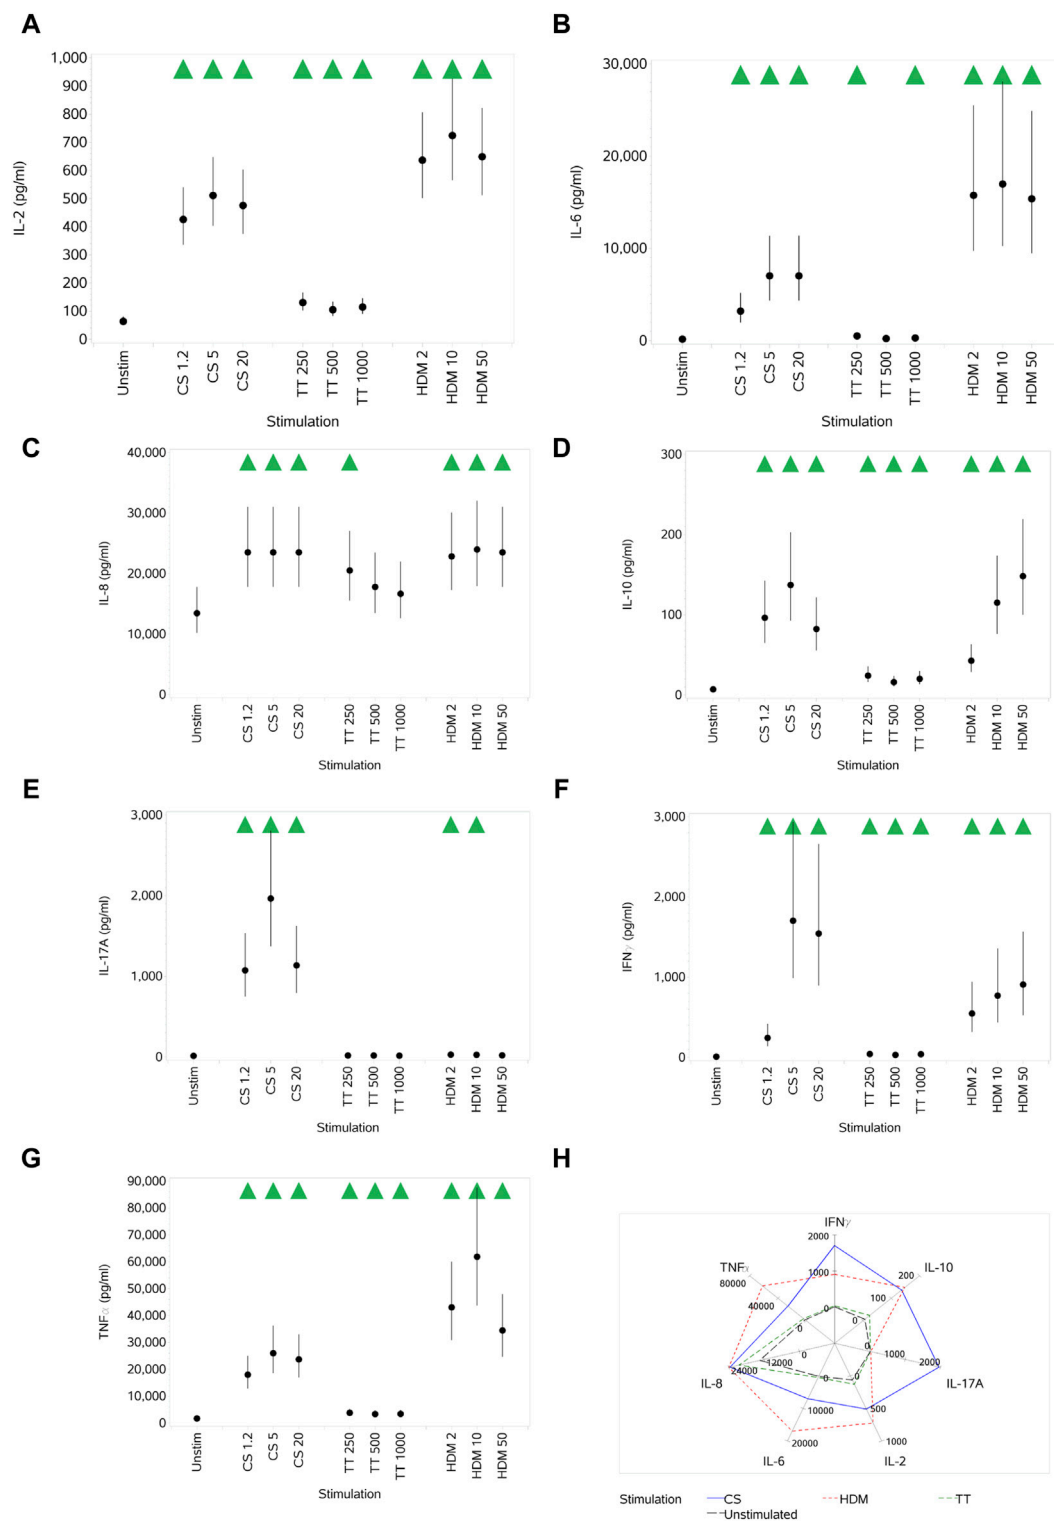 A
1,000
900
800
700
600
500
400
300
200
100
0
IL-2 (pg/ml)
Unstim
CS 1.2
CS 5
CS 20
TT 250
TT 500
TT 1000
HDM 2
HDM 10
HDM 50
Stimulation
B
30,000
20,000
10,000
0
IL-6 (pg/ml)
Unstim
CS 1.2
CS 5
CS 20
TT 250
TT 500
TT 1000
HDM 2
HDM 10
HDM 50
Stimulation
C
40,000
30,000
20,000
10,000
0
IL-8 (pg/ml)
Unstim
CS 1.2
CS 5
CS 20
TT 250
TT 500
TT 1000
HDM 2
HDM 10
HDM 50
Stimulation
D
300
200
100
0
IL-10 (pg/ml)
Unstim
CS 1.2
CS 5
CS 20
TT 250
TT 500
TT 1000
HDM 2
HDM 10
HDM 50
Stimulation
E
3,000
2,000
1,000
0
IL-17A (pg/ml)
Unstim
CS 1.2
CS 5
CS 20
TT 250
TT 500
TT 1000
HDM 2
HDM 10
HDM 50
Stimulation
F
3,000
2,000
1,000
0
IFNγ (pg/ml)
Unstim
CS 1.2
CS 5
CS 20
TT 250
TT 500
TT 1000
HDM 2
HDM 10
HDM 50
Stimulation
G
90,000
80,000
70,000
60,000
50,000
40,000
30,000
20,000
10,000
0
TNFα (pg/ml)
Unstim
CS 1.2
CS 5
CS 20
TT 250
TT 500
TT 1000
HDM 2
HDM 10
HDM 50
Stimulation
H
IFNγ
2000
1000
0
IL-10
200
100
0
IL-17A
2000
1000
0
IL-2
1000
500
0
IL-6
20000
10000
0
IL-8
24000
12000
0
TNFα
80000
40000
0
Stimulation
CS
HDM
TT
Unstimulated